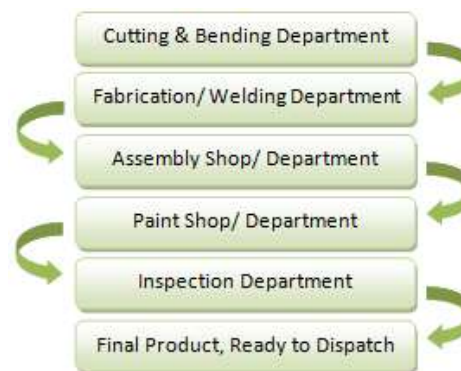 Cutting & Bending Department
Fabrication/ Welding Department
Assembly Shop/ Department
Paint Shop/ Department
Inspection Department
Final Product, Ready to Dispatch